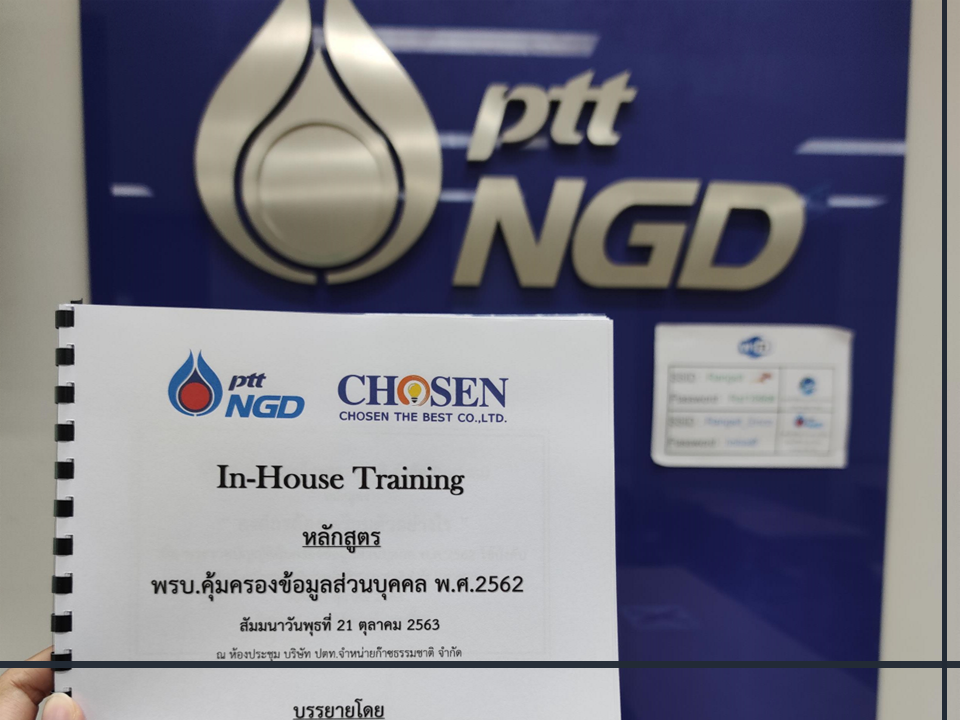 ptt
NGD
ptt
NGD
CHOSEN
CHOSEN THE BEST CO.,LTD.
In-House Training
หลักสูตร
พรบ.คุ้มครองข้อมูลส่วนบุคคล พ.ศ.2562
สัมมนาวันพุธที่ 21 ตุลาคม 2563
ณ ห้องประชุม บริษัท ปตท.จำหน่ายก๊าซธรรมชาติ จำกัด
บรรยายโดย
SSID :
Password :
SSID :
Password :